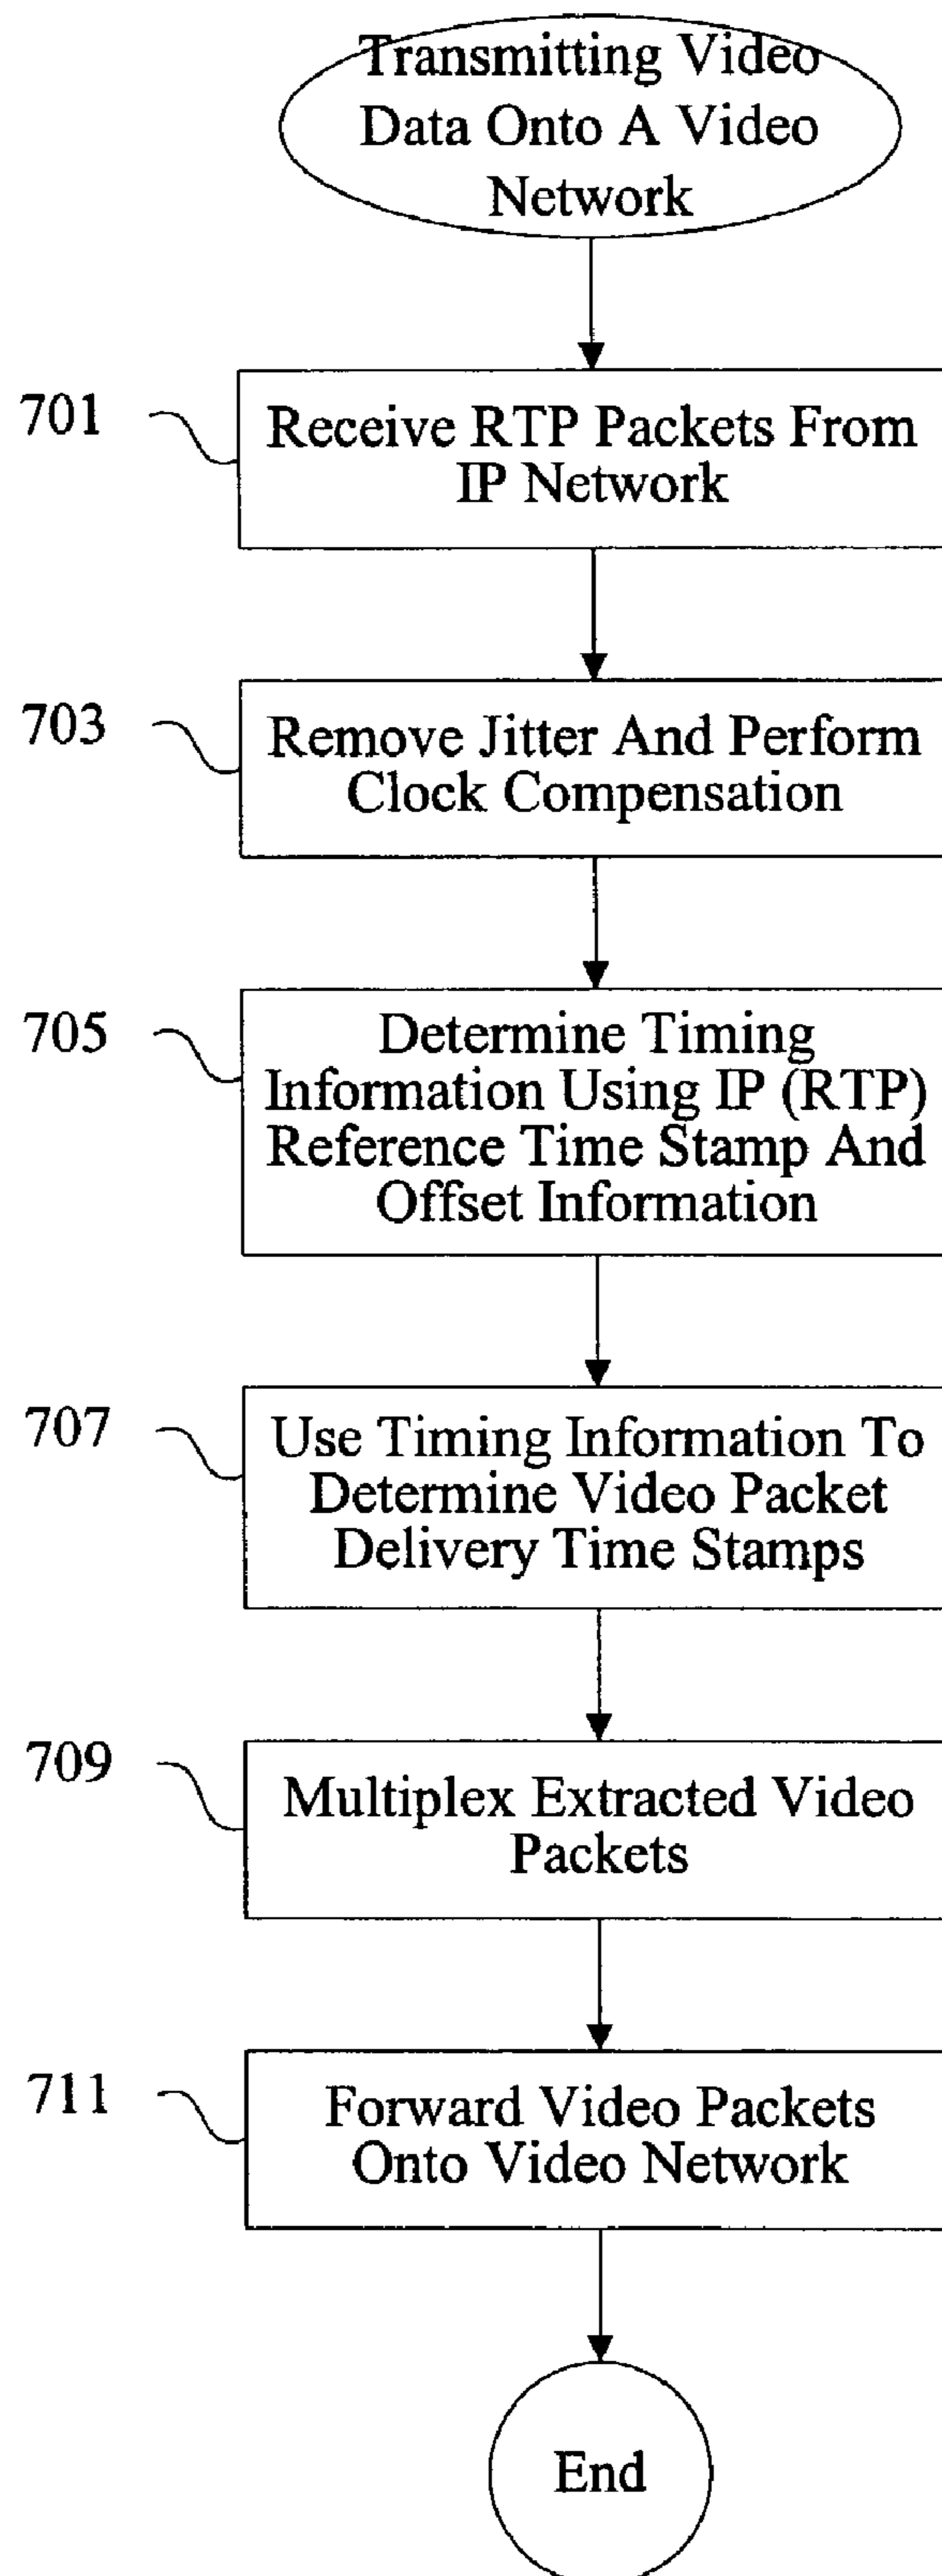 Transmitting Video
Data Onto A Video
Network
701
Receive RTP Packets From
IP Network
703
Remove Jitter And Perform
Clock Compensation
705
Determine Timing
Information Using IP (RTP)
Reference Time Stamp And
Offset Information
707
Use Timing Information To
Determine Video Packet
Delivery Time Stamps
709
Multiplex Extracted Video
Packets
711
Forward Video Packets
Onto Video Network
End